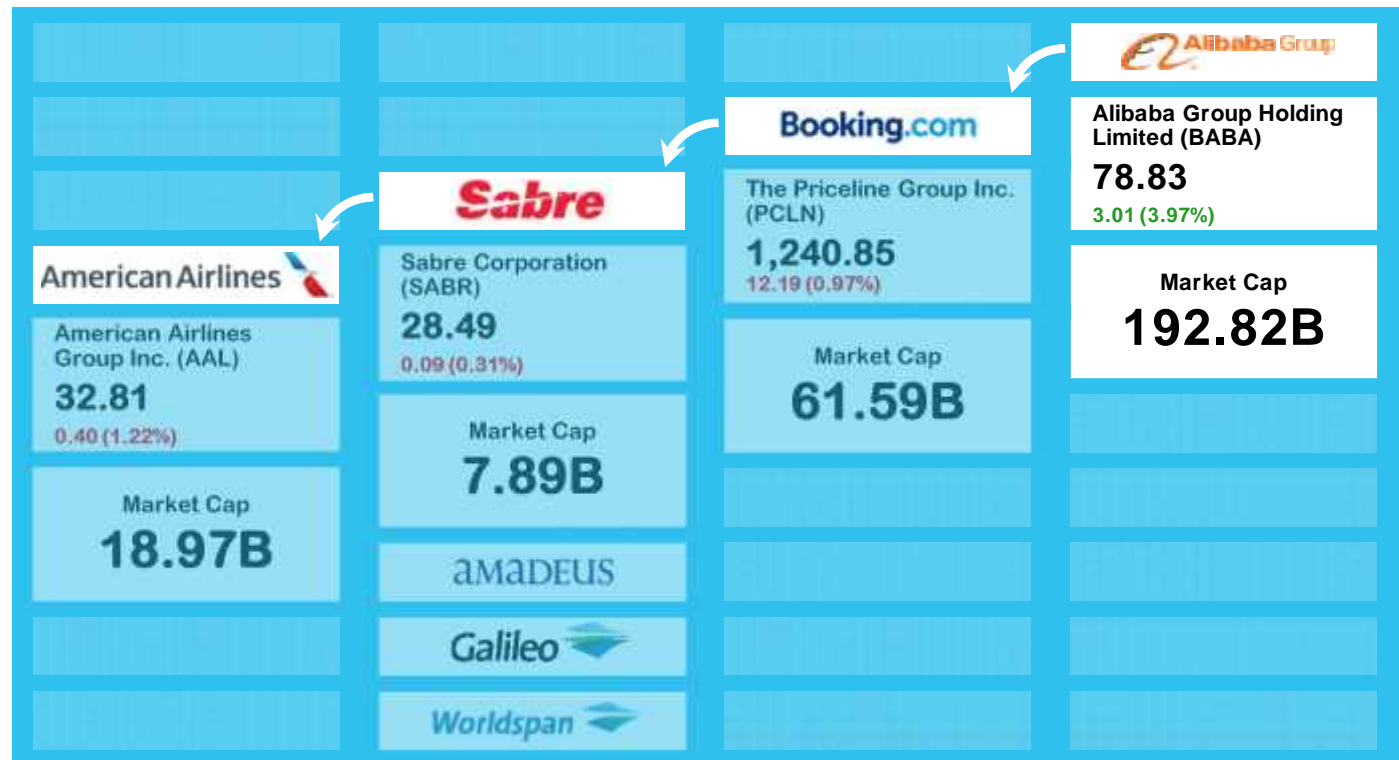 American Airlines
American Airlines
Group Inc. (AAL)
32.81
0.40 (1.22%)
Market Cap
18.97B
Sabre
Sabre Corporation
(SABR)
28.49
0.09 (0.31%)
Market Cap
7.89B
amadeus
Galileo
Worldspan
Booking.com
The Priceline Group Inc.
(PCLN)
1,240.85
12.19 (0.97%)
Market Cap
61.59B
Alibaba Group
Alibaba Group Holding
Limited (BABA)
78.83
3.01 (3.97%)
Market Cap
192.82B